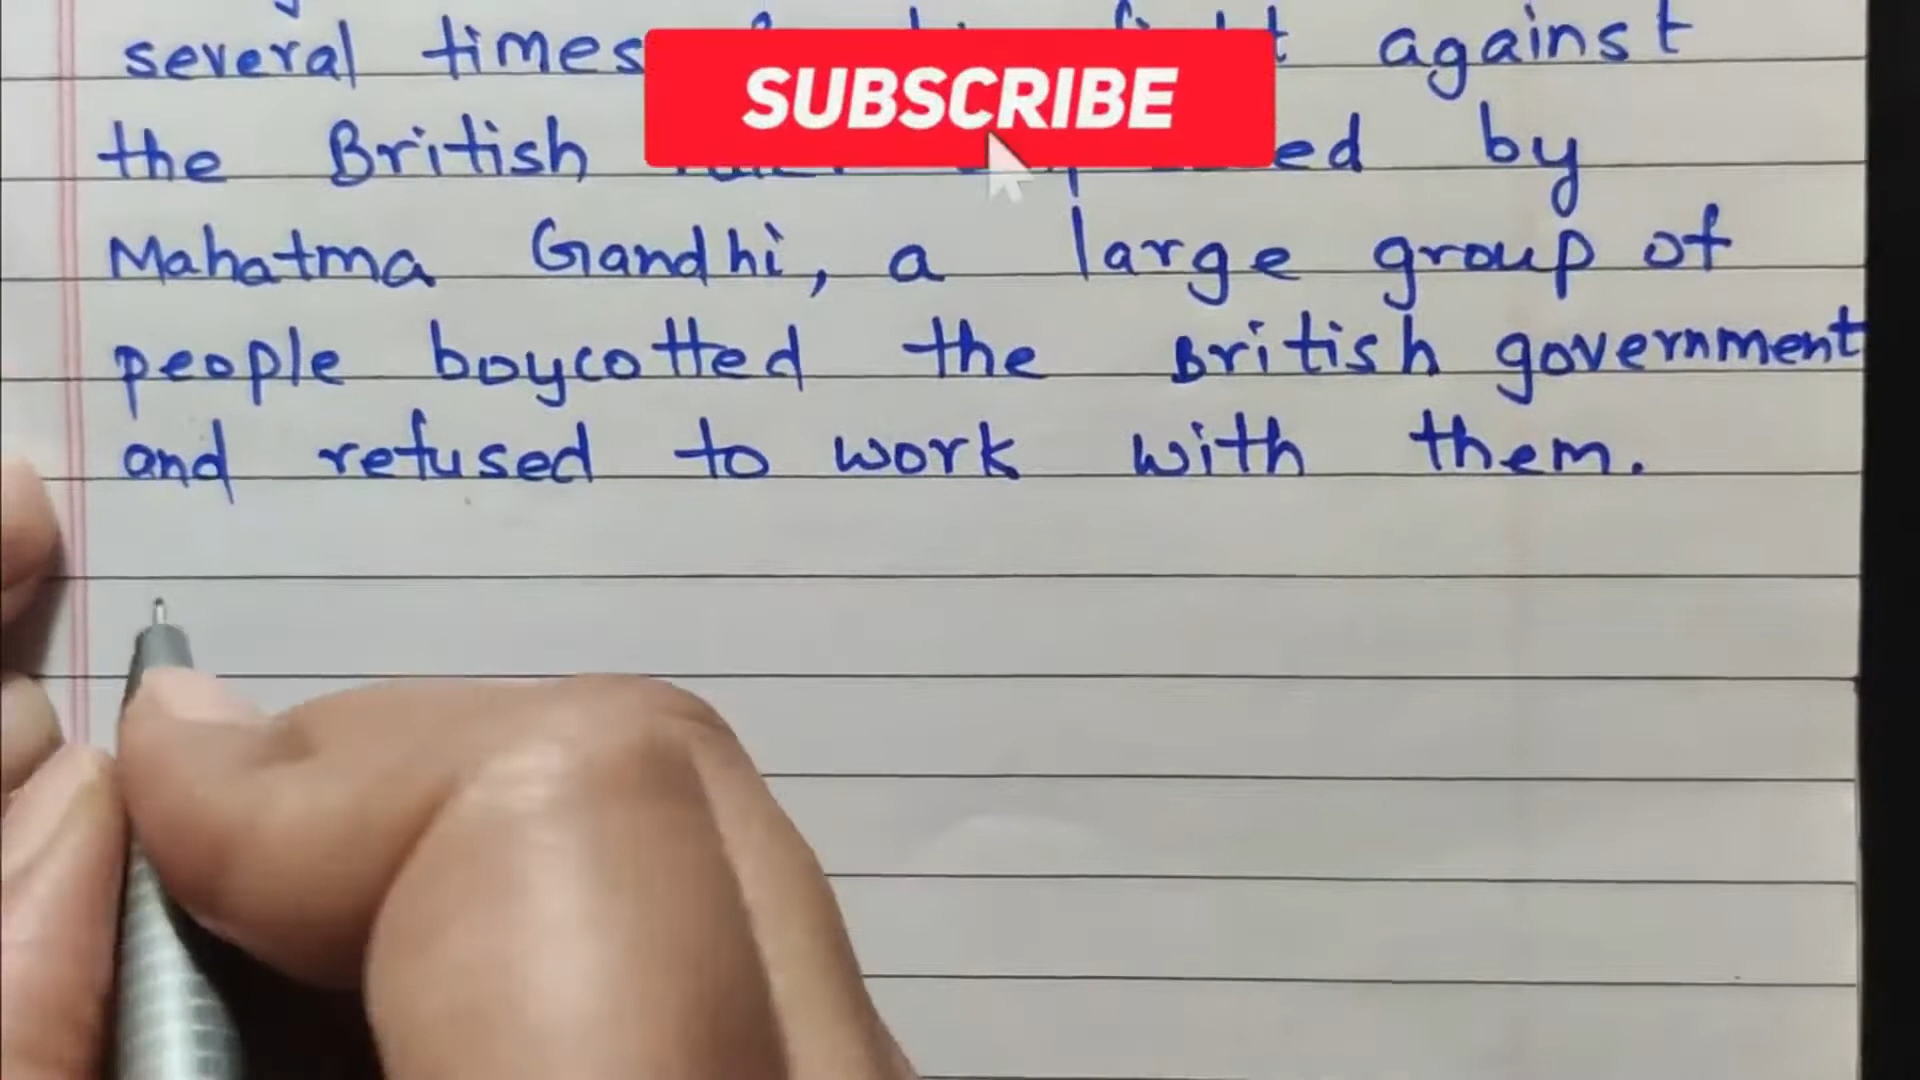 several times against
SUBSCRIBE
the British by
Mahatma Gandhi, a large group of
people boycotted the British government
and refused to work with them.